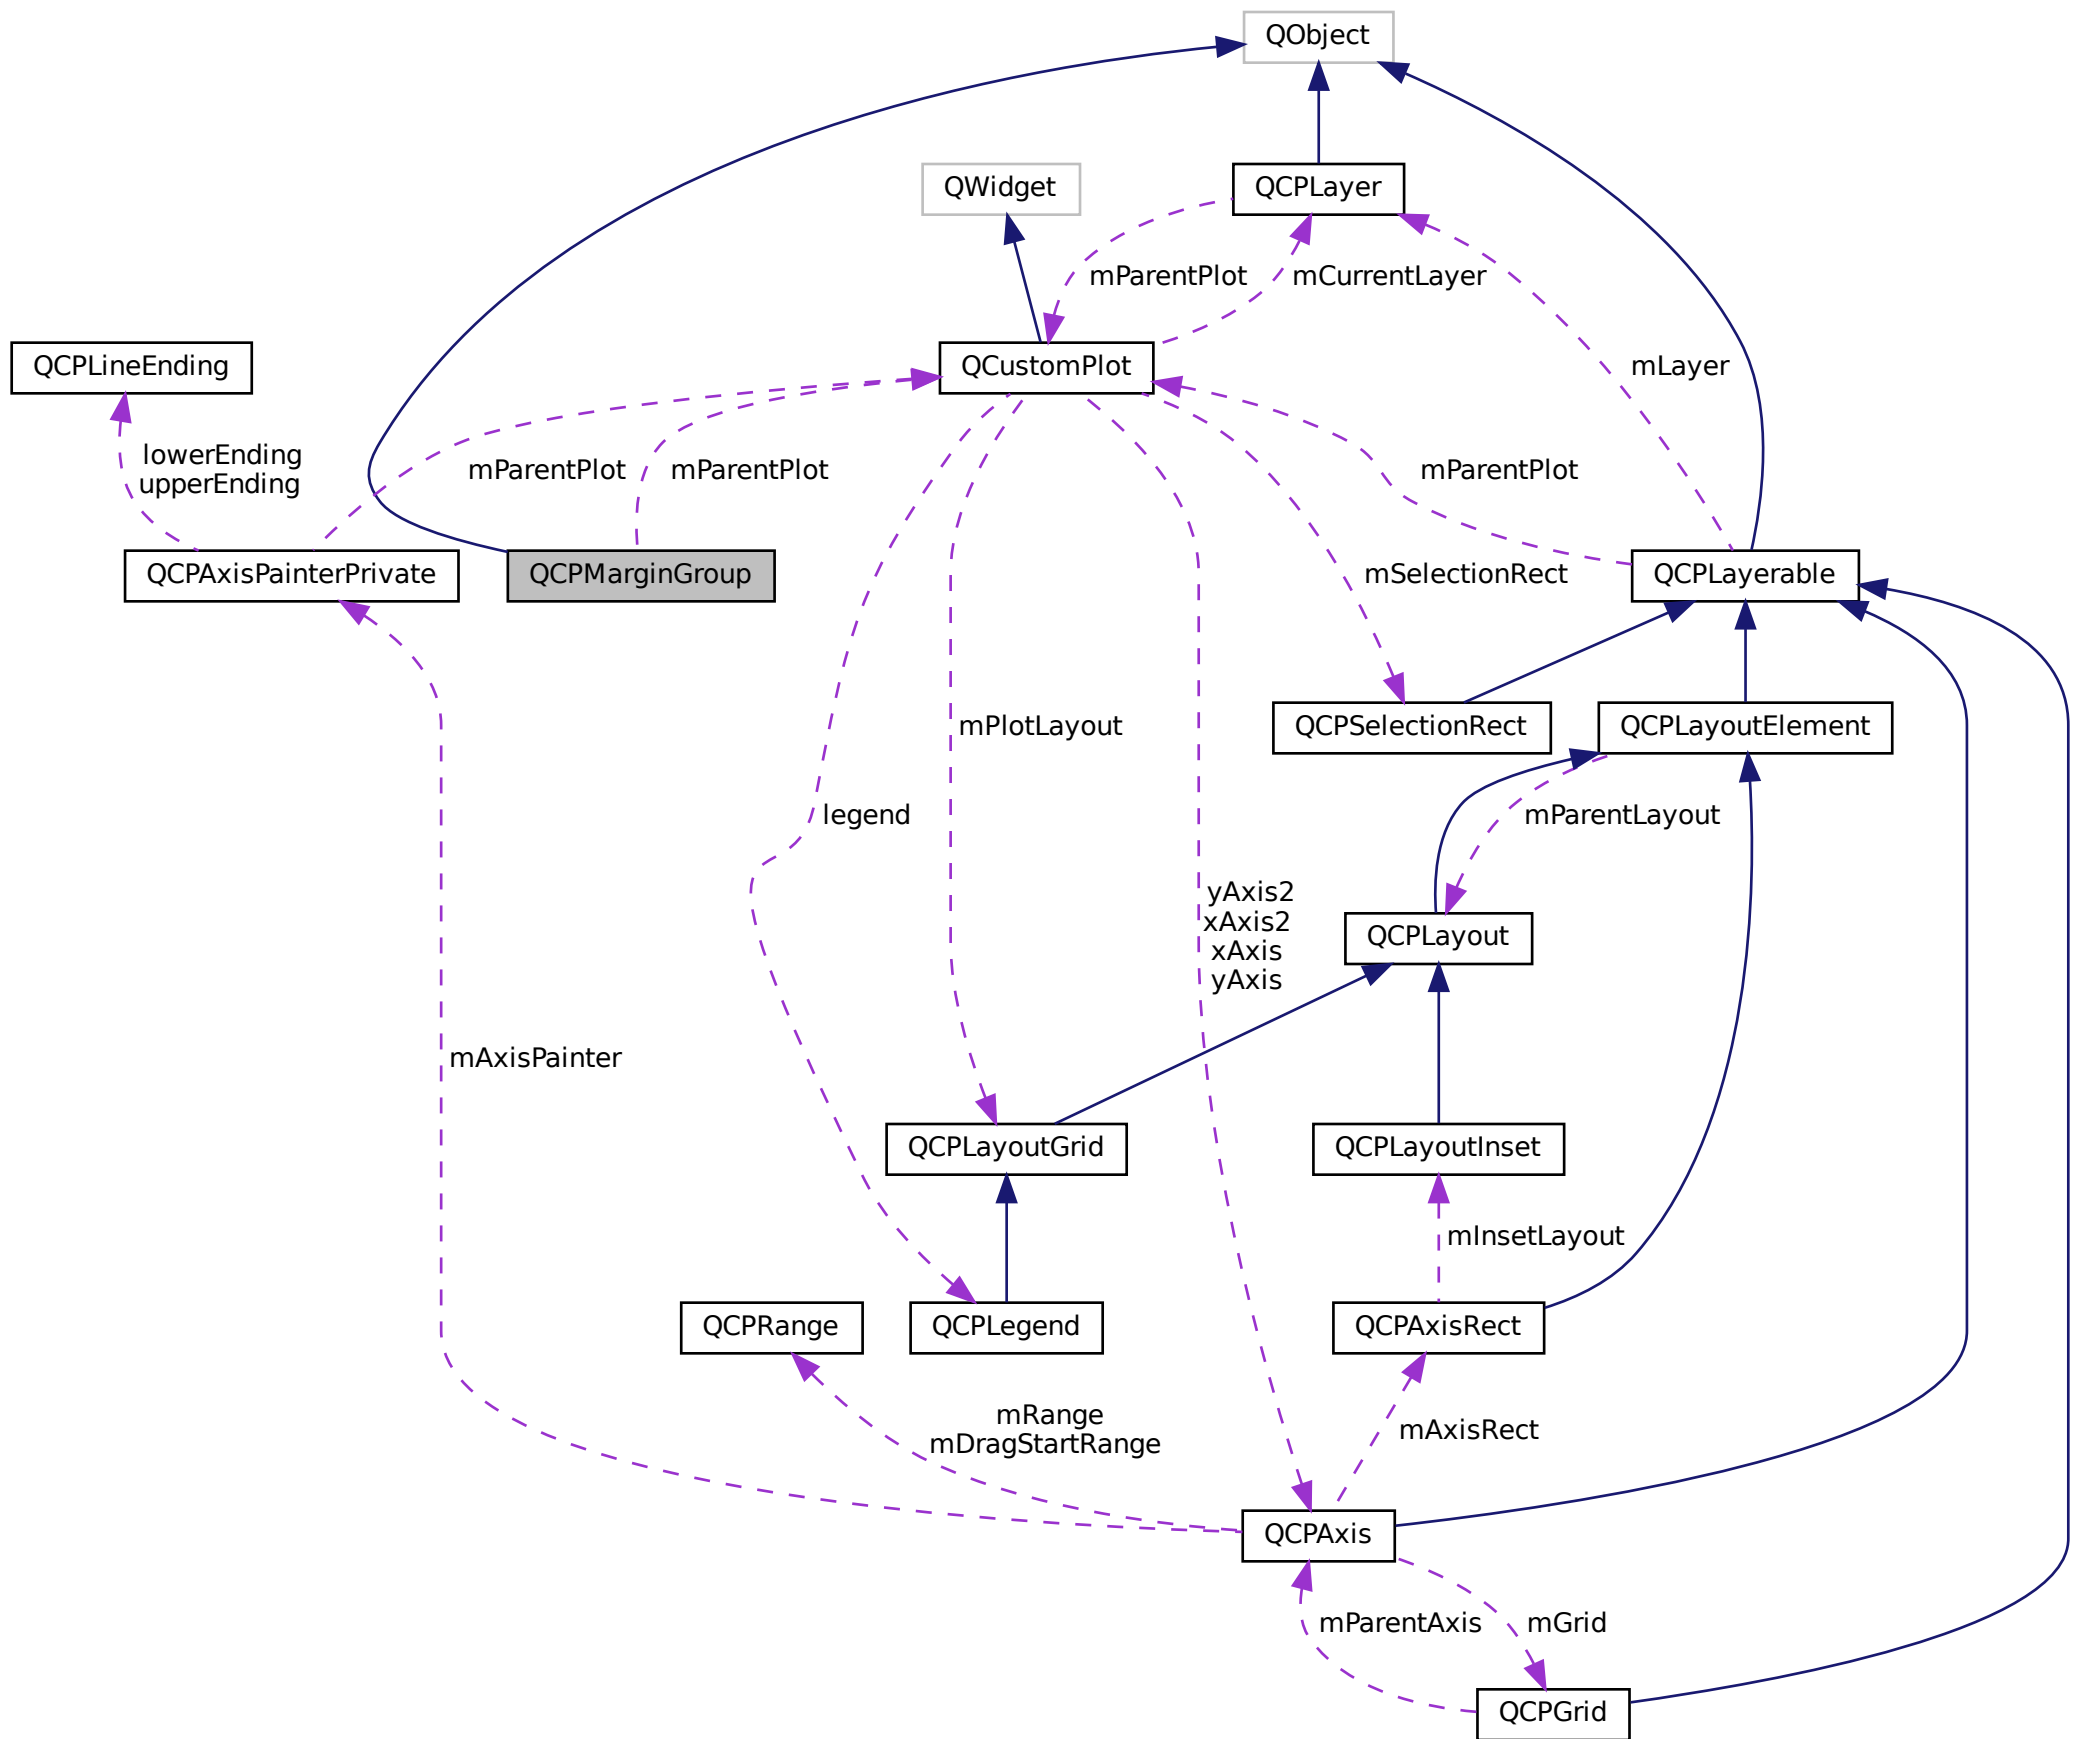 QObject
QWidget
QCPLayer
mParentPlot
mCurrentLayer
QCPLineEnding
QCustomPlot
mLayer
lowerEnding
upperEnding
mParentPlot
mParentPlot
mParentPlot
QCPAxisPainterPrivate
QCPMarginGroup
mSelectionRect
QCPLayerable
mPlotLayout
QCPSelectionRect
QCPLayoutElement
legend
mParentLayout
yAxis2
xAxis2
xAxis
yAxis
QCPLayout
mAxisPainter
QCPLayoutGrid
QCPLayoutInset
mInsetLayout
QCPRange
QCPLegend
QCPAxisRect
mRange
mDragStartRange
mAxisRect
QCPAxis
mParentAxis
mGrid
QCPGrid